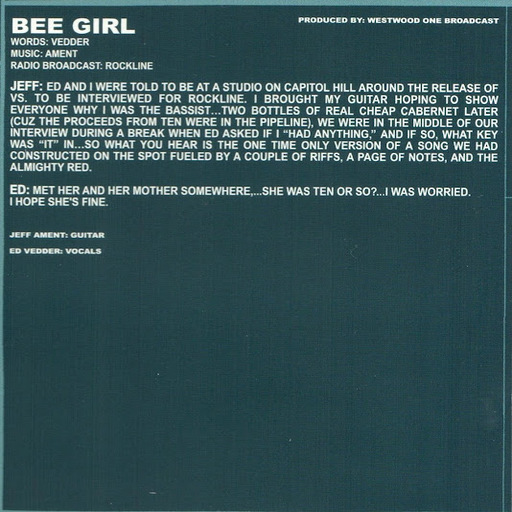 BEE GIRL
PRODUCED BY: WESTWOOD ONE BROADCAST
WORDS: VEDDER
MUSIC: AMENT
RADIO BROADCAST: ROCKLINE
JEFF: ED AND I WERE TOLD TO BE AT A STUDIO ON CAPITOL HILL AROUND THE RELEASE OF
VS. TO BE INTERVIEWED FOR ROCKLINE. I BROUGHT MY GUITAR HOPING TO SHOW
EVERYONE WHY I WAS THE BASSIST...TWO BOTTLES OF REAL CHEAP CABERNET LATER
(CUZ THE PROCEEDS FROM TEN WERE IN THE PIPELINE), WE WERE IN THE MIDDLE OF OUR
INTERVIEW DURING A BREAK WHEN ED ASKED IF I “HAD ANYTHING,” AND IF SO, WHAT KEY
WAS “IT” IN...SO WHAT YOU HEAR IS THE ONE TIME ONLY VERSION OF A SONG WE HAD
CONSTRUCTED ON THE SPOT FUELED BY A COUPLE OF RIFFS, A PAGE OF NOTES, AND THE
ALMIGHTY RED.
ED: MET HER AND HER MOTHER SOMEWHERE,...SHE WAS TEN OR SO?...I WAS WORRIED.
I HOPE SHE'S FINE.
JEFF AMENT: GUITAR
ED VEDDER: VOCALS